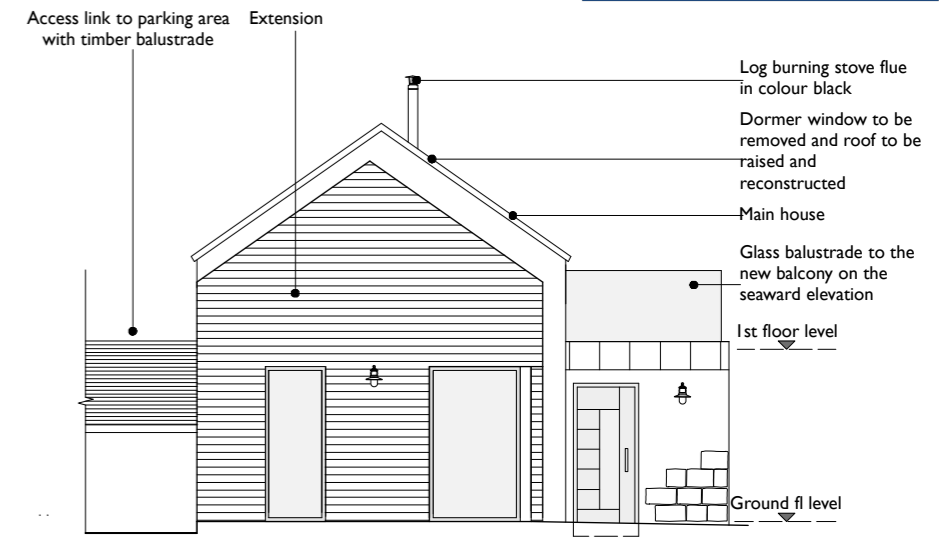 Access link to parking area
with timber balustrade
Extension
Log burning stove flue
in colour black
Dormer window to be
removed and roof to be
raised and
reconstructed
Main house
Glass balustrade to the
new balcony on the
seaward elevation
1st floor level
Ground fl level